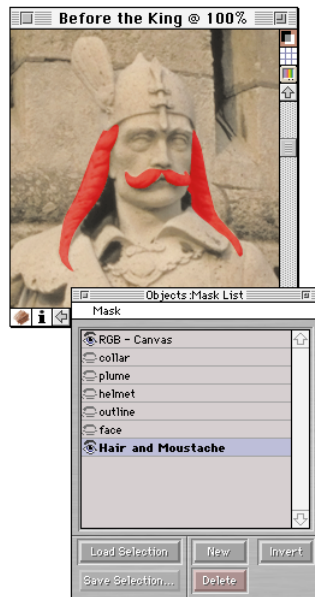 Before the King @ 100%
i
Objects :Mask List
Mask
RGB - Canvas
collar
plume
helmet
outline
face
Hair and Moustache
Load Selection
New
Invert
Save Selection...
Delete